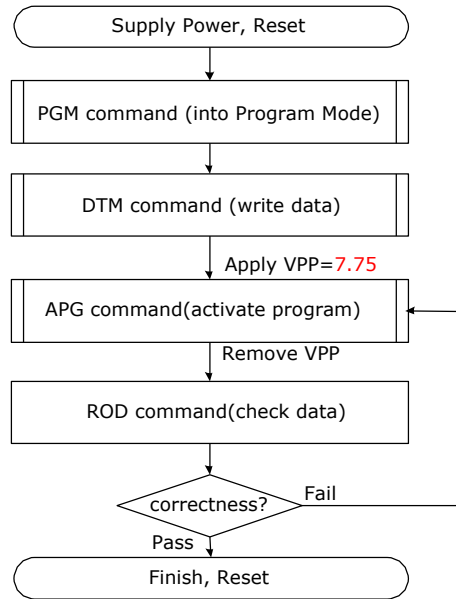 Supply Power, Reset
PGM command (into Program Mode)
DTM command (write data)
Apply VPP=7.75
APG command(activate program)
Remove VPP
ROD command(check data)
correctness?
Fail
Pass
Finish, Reset